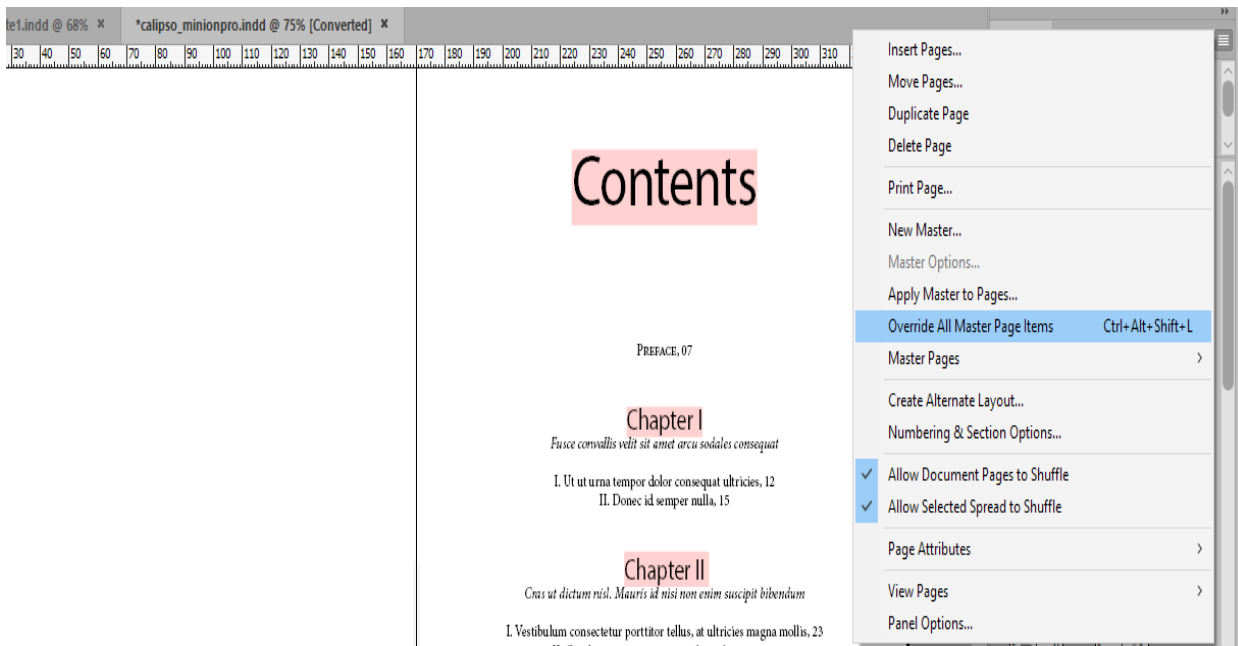 te1.indd @ 68% ×
*calipso_minionpro.indd @ 75% [Converted] ×
30 40 50 60 70 80 90 100 110 120 130 140 150 160 170 180 190 200 210 220 230 240 250 260 270 280 290 300 310
Contents
PREFACE, 07
Chapter I
Fusce convallis velit sit amet arcu sodales consequat
I. Ut ut urna tempor dolor consequat ultricies, 12
II. Donec id semper nulla, 15
Chapter II
Cras ut dictum nisl. Mauris id nisi non enim suscipit bibendum
I. Vestibulum consectetur porttitor tellus, at ultricies magna mollis, 23
Insert Pages...
Move Pages...
Duplicate Page
Delete Page
Print Page...
New Master...
Master Options...
Apply Master to Pages...
Override All Master Page Items Ctrl+Alt+Shift+L
Master Pages
Create Alternate Layout...
Numbering & Section Options...
Allow Document Pages to Shuffle
Allow Selected Spread to Shuffle
Page Attributes
View Pages
Panel Options...